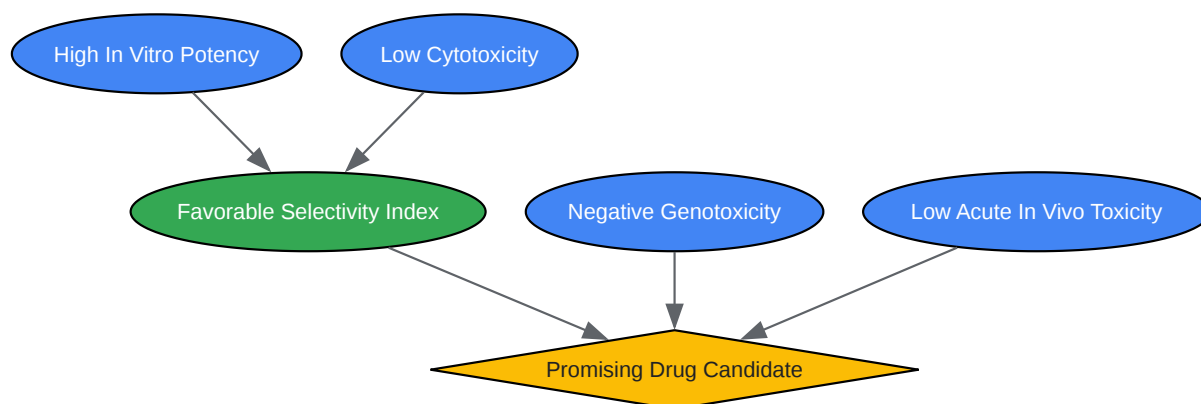 High In Vitro Potency
Low Cytotoxicity
Favorable Selectivity Index
Negative Genotoxicity
Low Acute In Vivo Toxicity
Promising Drug Candidate